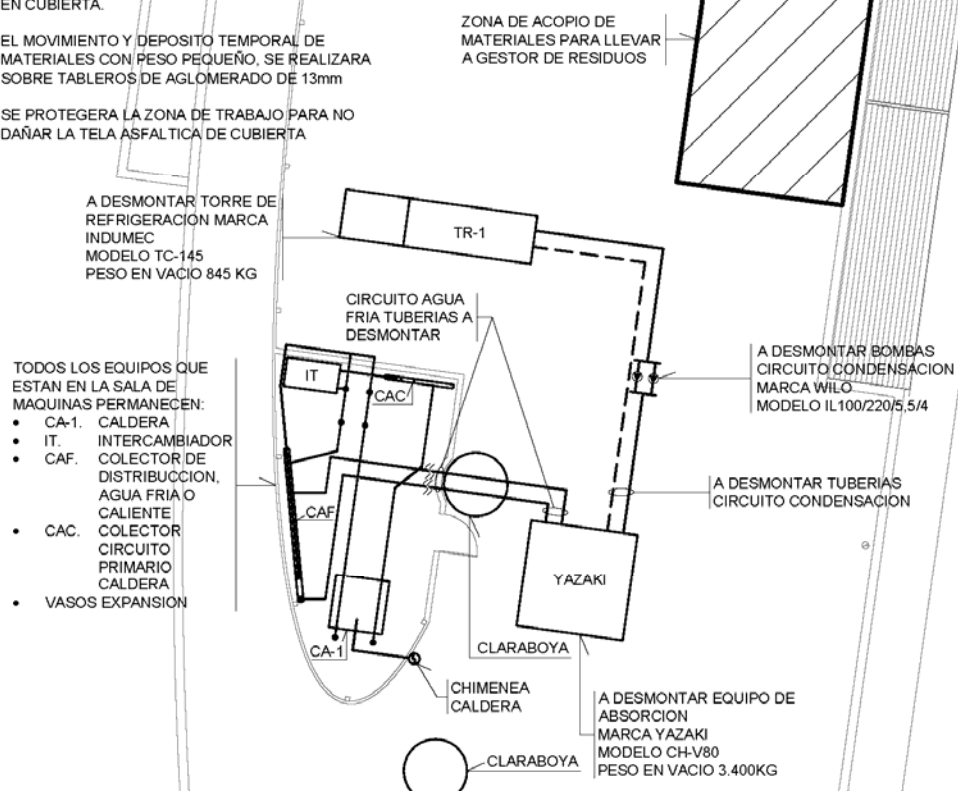 EN CUBIERTA.
EL MOVIMIENTO Y DEPOSITO TEMPORAL DE
MATERIALES CON PESO PEQUEÑO, SE REALIZARA
SOBRE TABLEROS DE AGLOMERADO DE 13mm
SE PROTEGERA LA ZONA DE TRABAJO PARA NO
DAÑAR LA TELA ASFALTICA DE CUBIERTA
ZONA DE ACOPIO DE
MATERIALES PARA LLEVAR
A GESTOR DE RESIDUOS
A DESMONTAR TORRE DE
REFRIGERACION MARCA
INDUMEC
MODELO TC-145
PESO EN VACIO 845 KG
TR-1
CIRCUITO AGUA
FRIA TUBERIAS A
DESMONTAR
A DESMONTAR BOMBAS
CIRCUITO CONDENSACION
MARCA WILO
MODELO IL100/220/5,5/4
TODOS LOS EQUIPOS QUE
ESTAN EN LA SALA DE
MAQUINAS PERMANECEN:
• CA-1. CALDERA
• IT. INTERCAMBIADOR
• CAF. COLECTOR DE
DISTRIBUCCION,
AGUA FRIA O
CALIENTE
• CAC. COLECTOR
CIRCUITO
PRIMARIO
CALDERA
• VASOS EXPANSION
IT
CAC
CAF
A DESMONTAR TUBERIAS
CIRCUITO CONDENSACION
YAZAKI
CA-1
CLARABOYA
CHIMENEA
CALDERA
A DESMONTAR EQUIPO DE
ABSORCION
MARCA YAZAKI
MODELO CH-V80
PESO EN VACIO 3.400KG
CLARABOYA